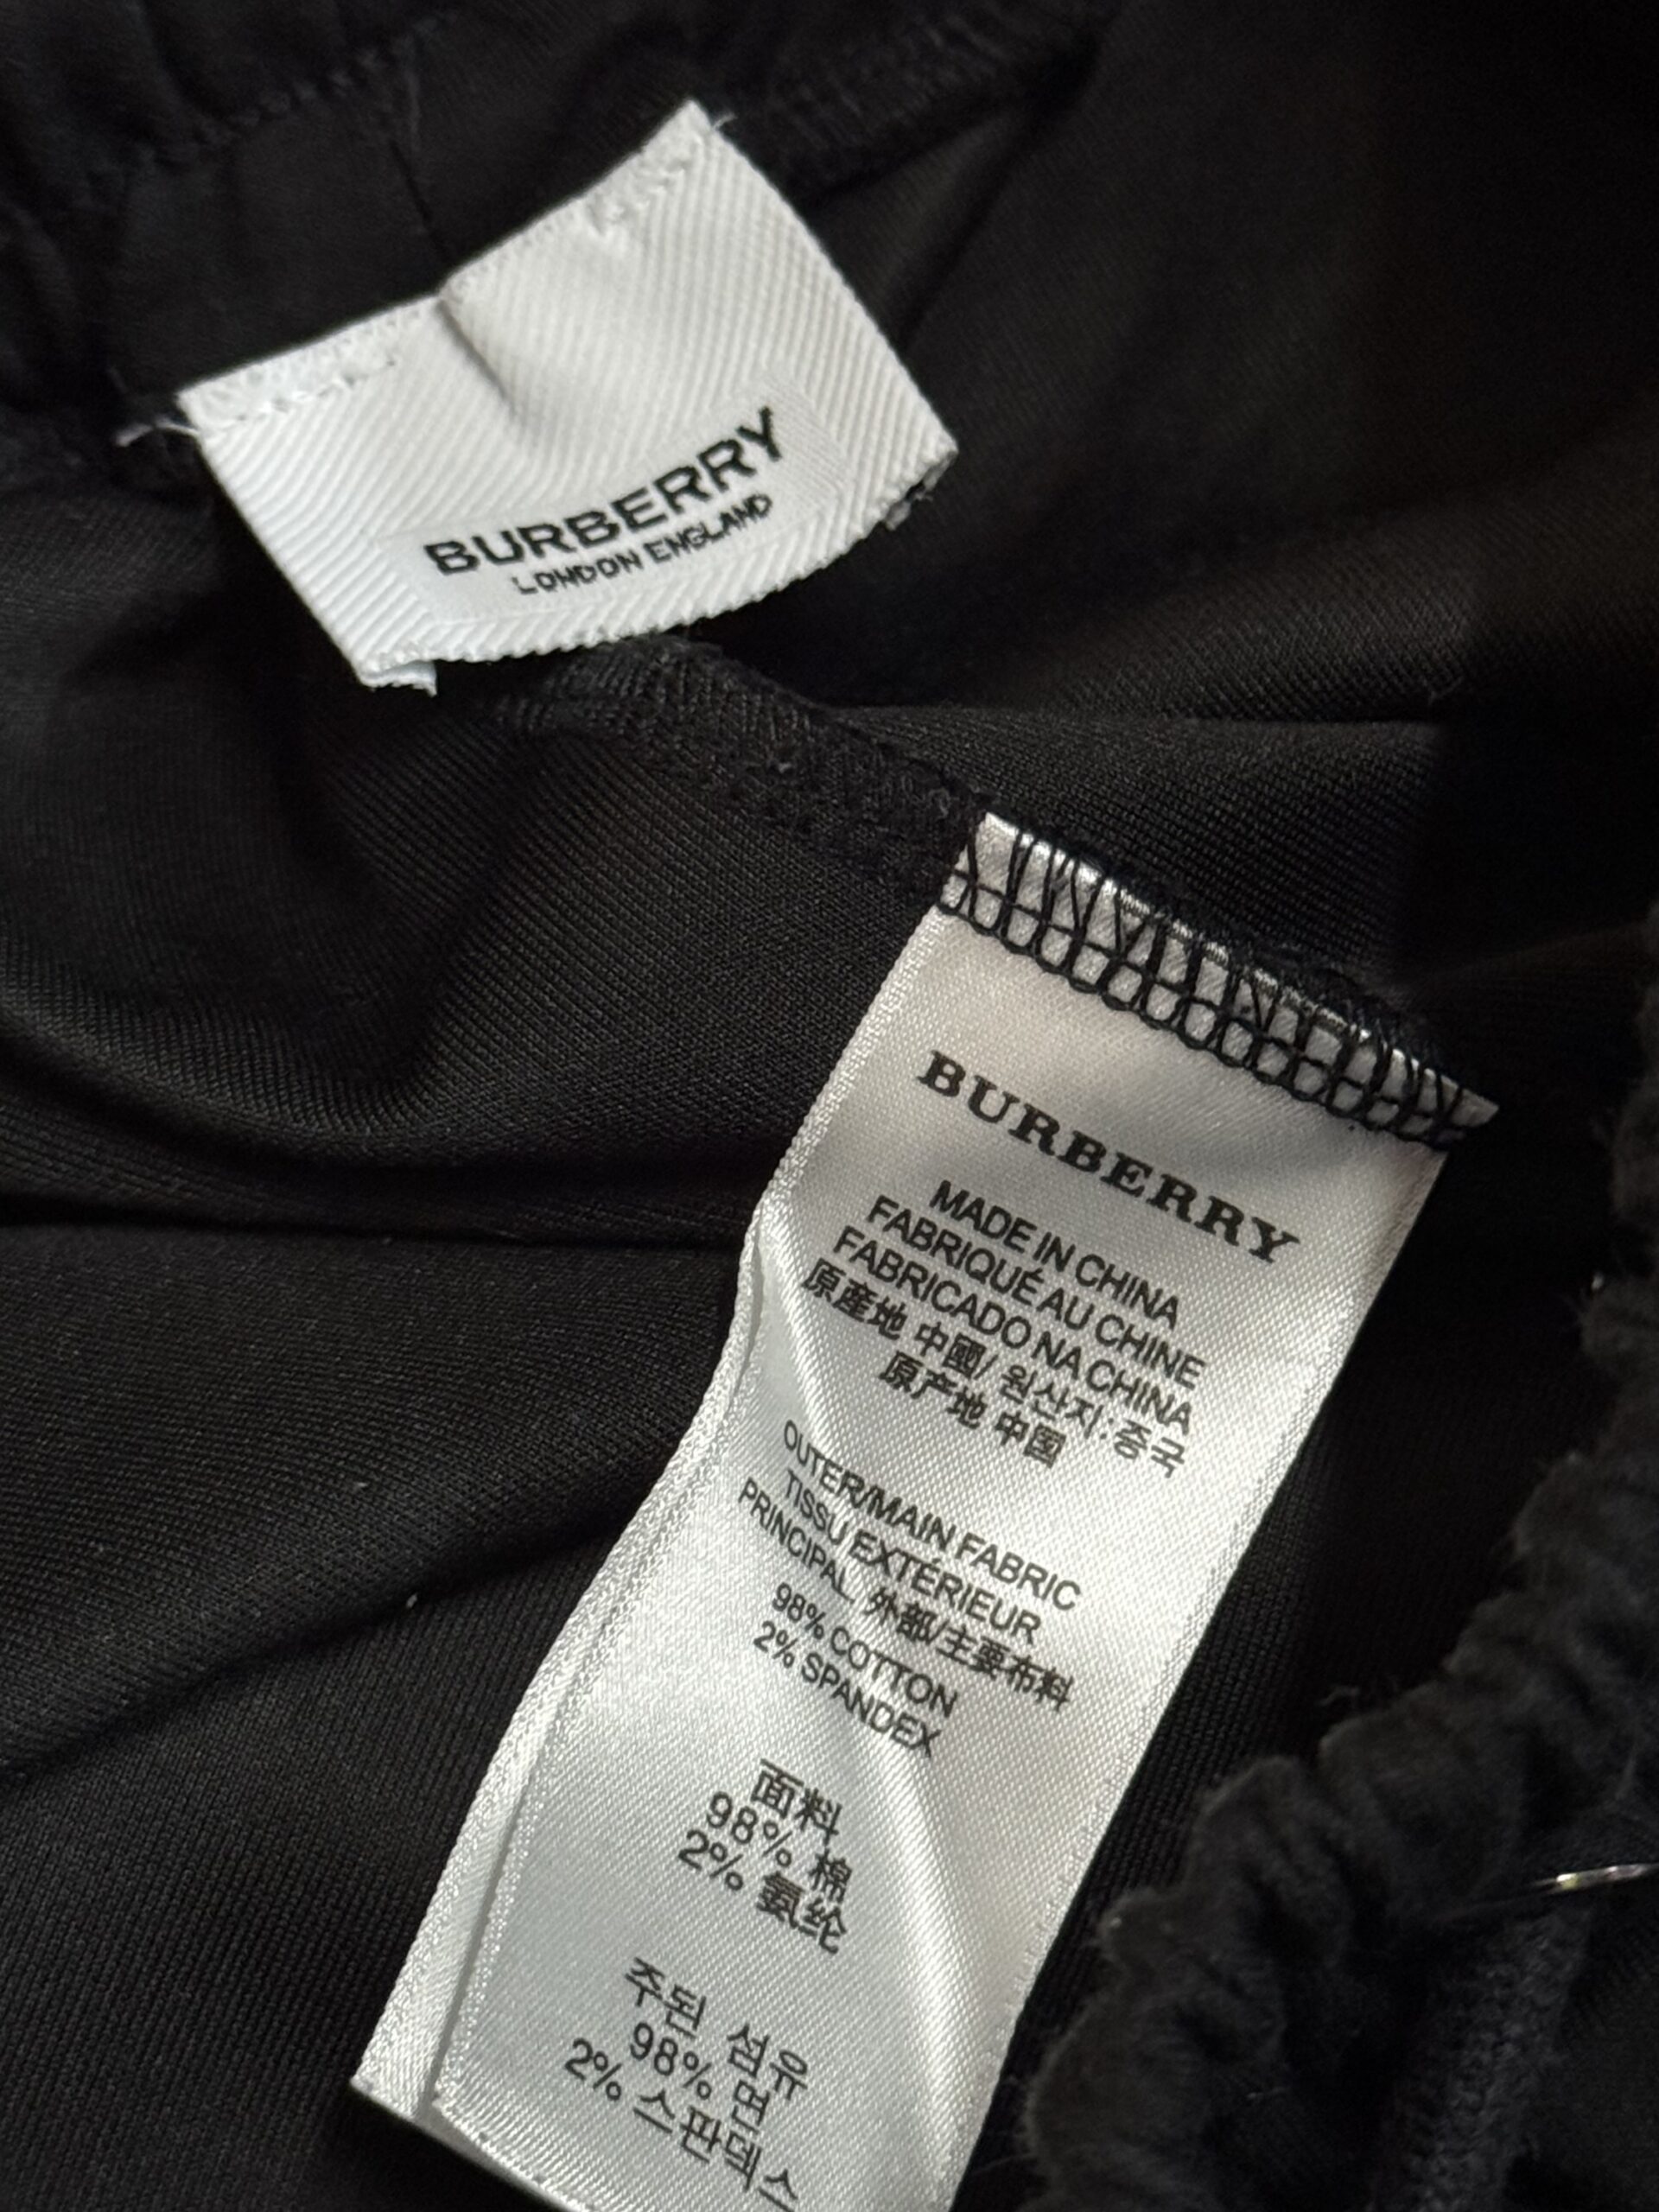 BURBERRY
LONDON ENGLAND
BURBERRY
MADE IN CHINA
FABRIQUÉ AU CHINE
FABRICADO NA CHINA
原產地 中國/ 원산지:중국
原产地 中国
OUTER/MAIN FABRIC
TISSU EXTÉRIEUR
PRINCIPAL 外部/主要布料
98% COTTON
2% SPANDEX
面料
98% 棉
2% 氨纶
주된 섬유
98% 면
2% 스판덱스